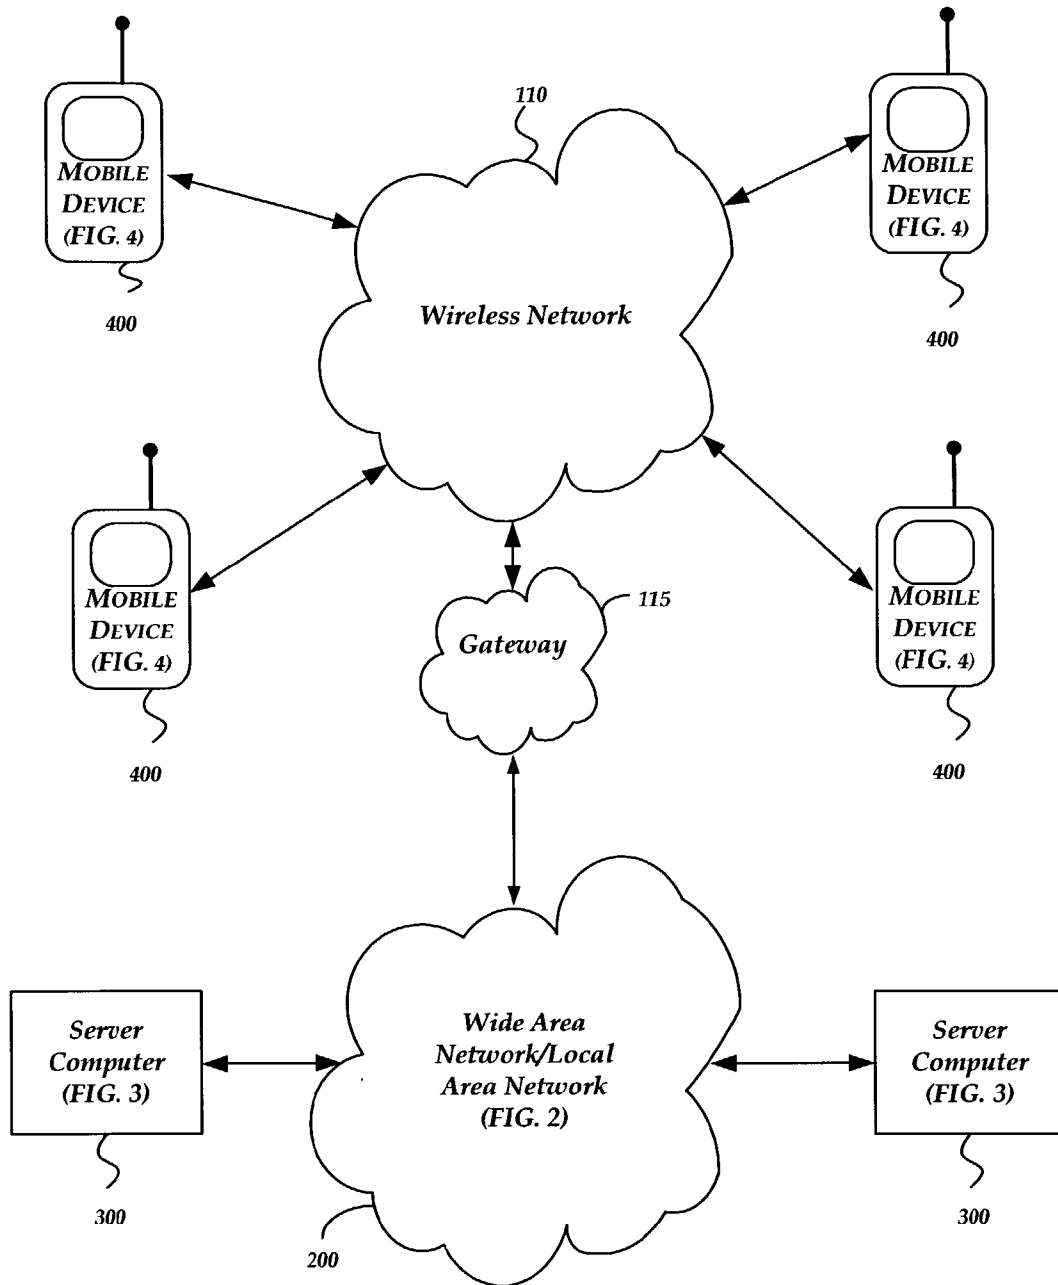 110
MOBILE
DEVICE
(FIG. 4)
400
MOBILE
DEVICE
(FIG. 4)
400
Wireless Network
MOBILE
DEVICE
(FIG. 4)
400
MOBILE
DEVICE
(FIG. 4)
400
115
Gateway
Server
Computer
(FIG. 3)
300
Wide Area
Network/Local
Area Network
(FIG. 2)
200
Server
Computer
(FIG. 3)
300